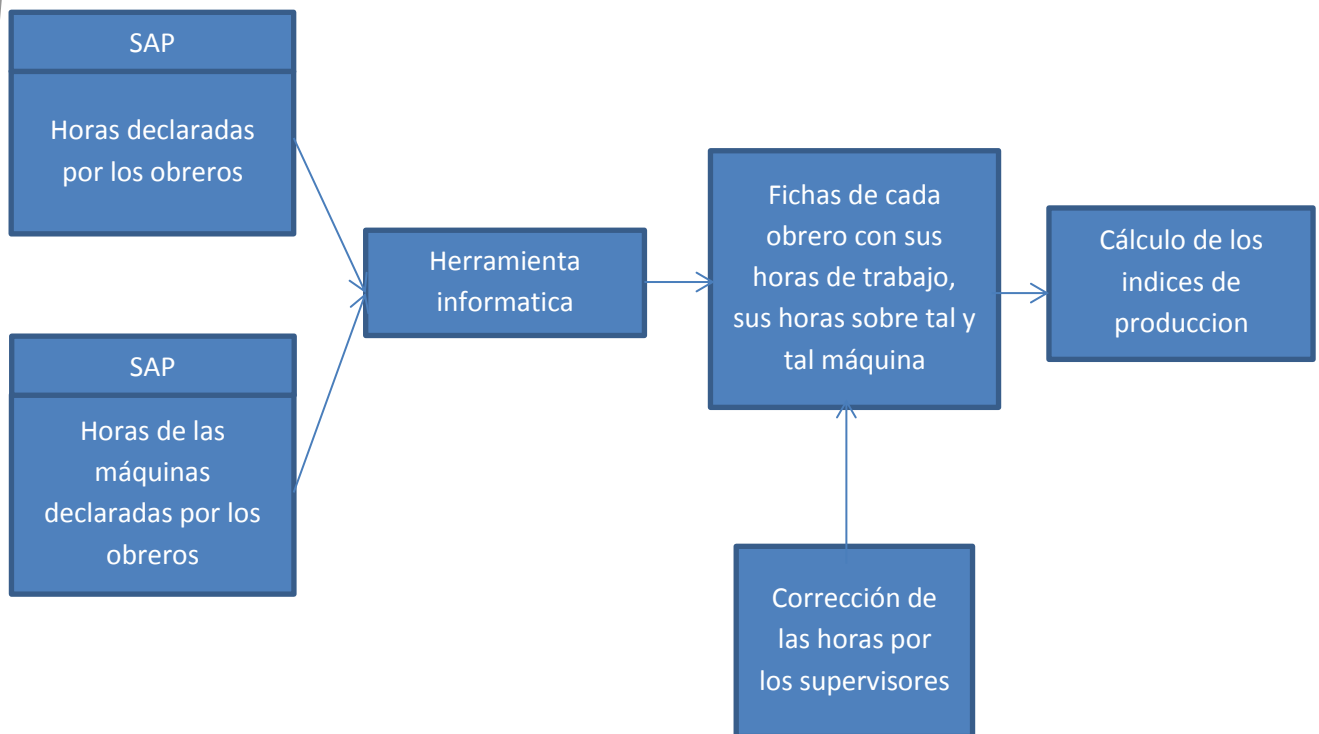 SAP
Horas declaradas
por los obreros
SAP
Horas de las
máquinas
declaradas por los
obreros
Herramienta
informatica
Fichas de cada
obrero con sus
horas de trabajo,
sus horas sobre tal y
tal máquina
Corrección de
las horas por
los supervisores
Cálculo de los
indices de
produccion